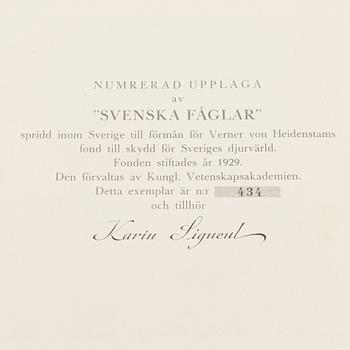 NUMRERAD UPPLAGA
av
"SVENSKA FÅGLAR"
spridd inom Sverige till förmån för Verner von Heidenstams
fond till skydd för Sveriges djurvärld.
Fonden stiftades år 1929.
Den förvaltas av Kungl. Vetenskapsakademien.
Detta exemplar är n:r 434
och tillhör
Karin Signeul